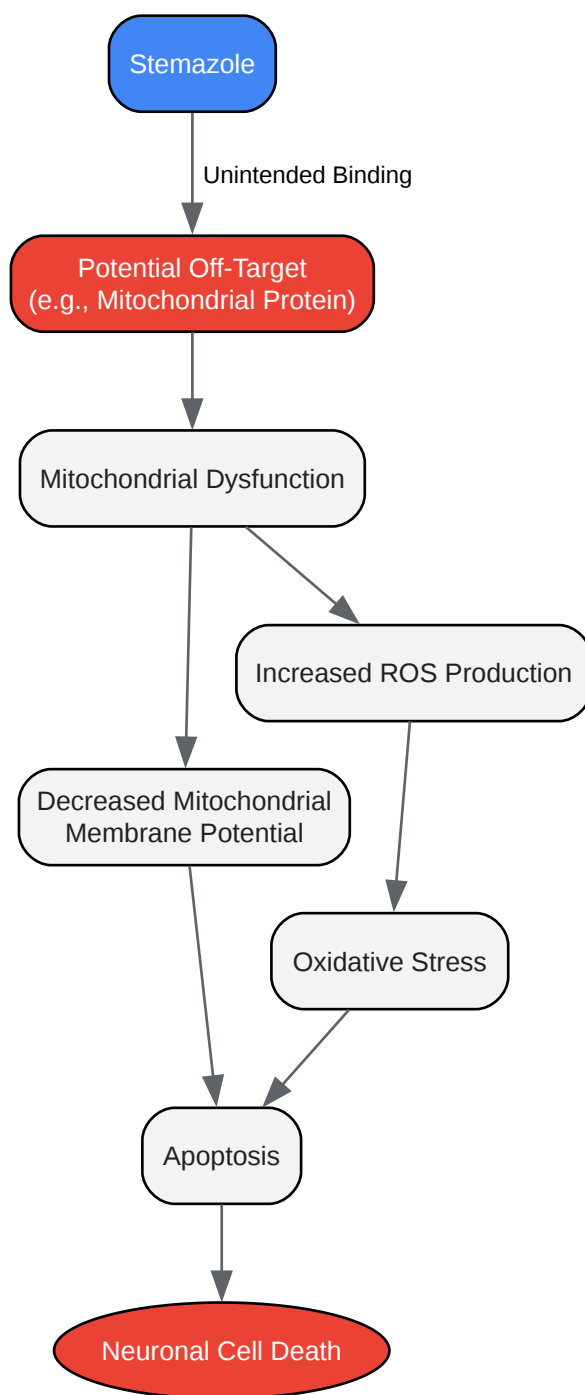 Stemazole
Unintended Binding
Potential Off-Target
(e.g., Mitochondrial Protein)
Mitochondrial Dysfunction
Increased ROS Production
Decreased Mitochondrial
Membrane Potential
Oxidative Stress
Apoptosis
Neuronal Cell Death